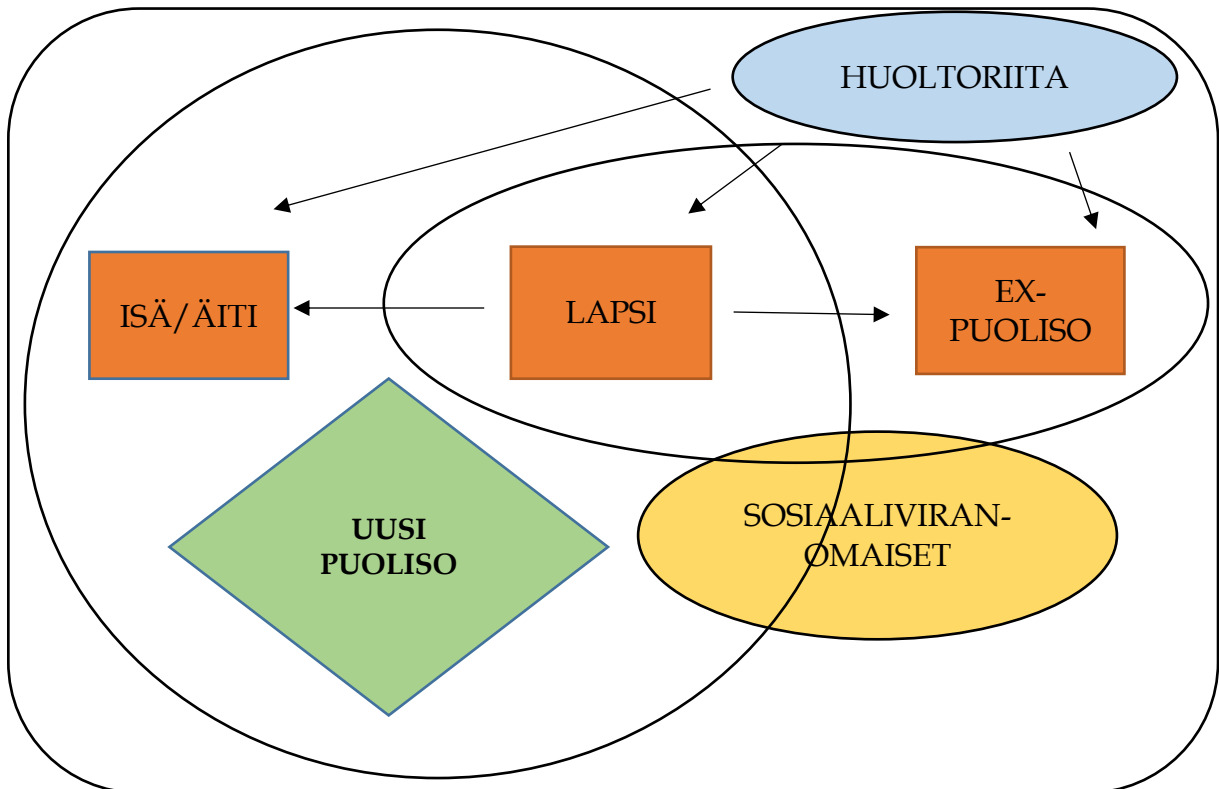 HUOLTORIITA
ISÄ/ÄITI
LAPSI
EX-
PUOLISO
UUSI
PUOLISO
SOSIAALIVIRAN-
OMAISET